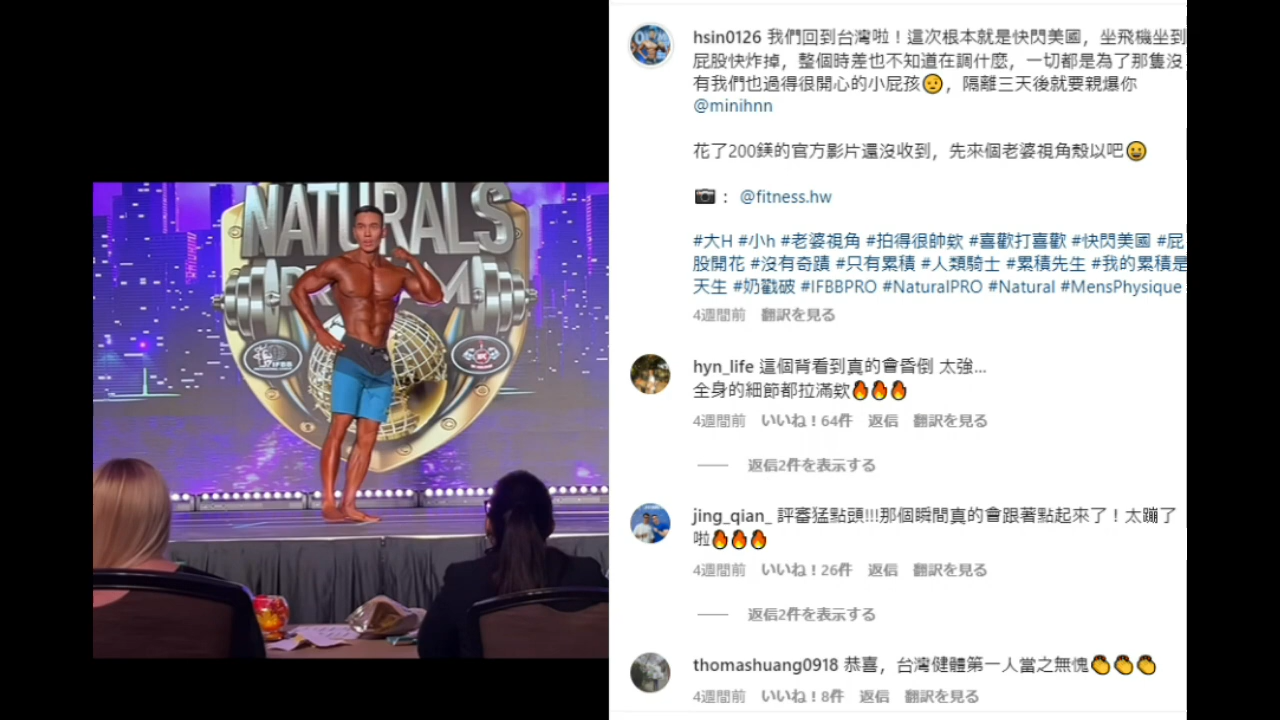 NATURALS
IFBB
hsin0126 我們回到台灣啦！這次根本就是快閃美國，坐飛機坐到
屁股快炸掉，整個時差也不知道在調什麼，一切都是為了那隻沒
有我們也過得很開心的小屁孩🤨，隔離三天後就要親爆你
@minihnn
花了200鎂的官方影片還沒收到，先來個老婆視角殼以吧😀
📷： @fitness.hw
#大H #小h #老婆視角 #拍得很帥欸 #喜歡打喜歡 #快閃美國 #屁
股開花 #沒有奇蹟 #只有累積 #人類騎士 #累積先生 #我的累積是
天生 #奶戳破 #IFBBPRO #NaturalPRO #Natural #MensPhysique
4週間前 翻訳を見る
hyn_life 這個背看到真的會昏倒 太強...
全身的細節都拉滿欸🔥🔥🔥
4週間前 いいね！64件 返信 翻訳を見る
返信2件を表示する
jing_qian_ 評審猛點頭!!!那個瞬間真的會跟著點起來了！太蹦了
啦🔥🔥🔥
4週間前 いいね！26件 返信 翻訳を見る
返信2件を表示する
thomashuang0918 恭喜，台灣健體第一人當之無愧👏👏👏
4週間前 いいね！8件 返信 翻訳を見る